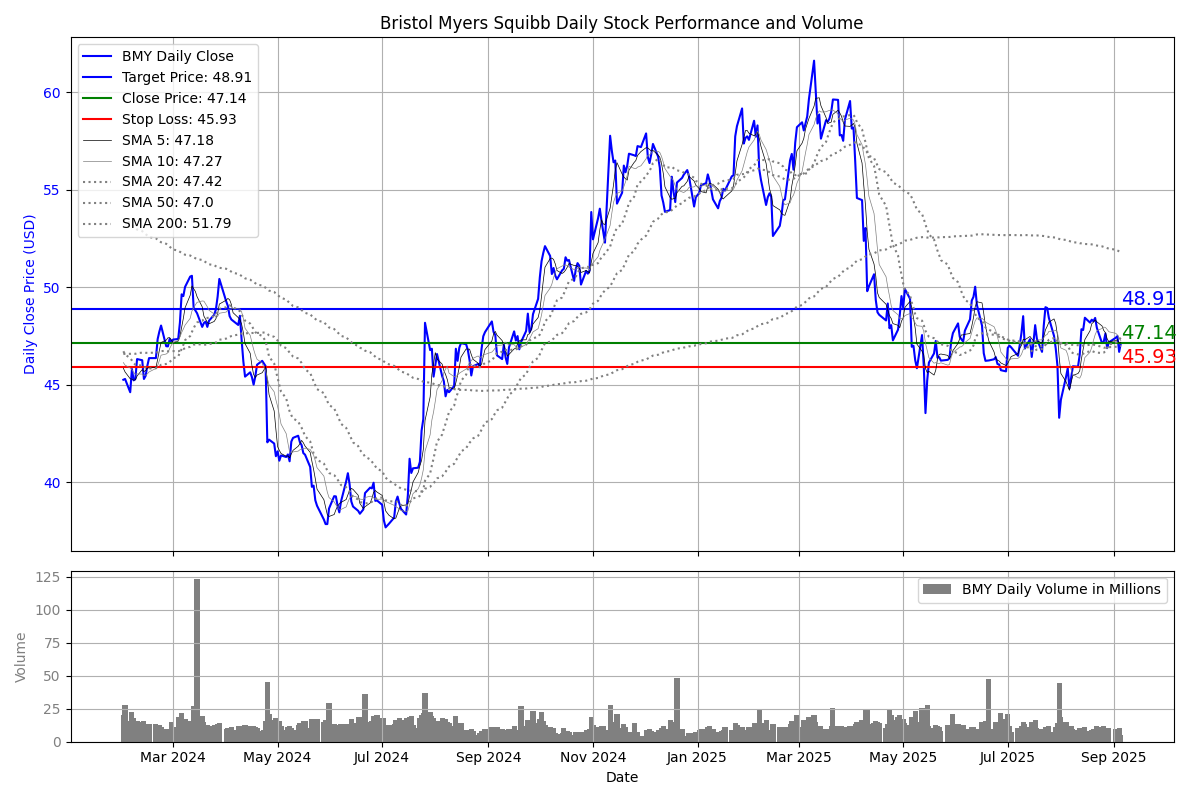 Bristol Myers Squibb Daily Stock Performance and Volume
BMY Daily Close
Target Price: 48.91
Close Price: 47.14
Stop Loss: 45.93
SMA 5: 47.18
SMA 10: 47.27
SMA 20: 47.42
SMA 50: 47.0
SMA 200: 51.79
Daily Close Price (USD)
60
55
50
45
40
48.91
47.14
45.93
BMY Daily Volume in Millions
Volume
125
100
75
50
25
0
Mar 2024
May 2024
Jul 2024
Sep 2024
Nov 2024
Jan 2025
Mar 2025
May 2025
Jul 2025
Sep 2025
Date